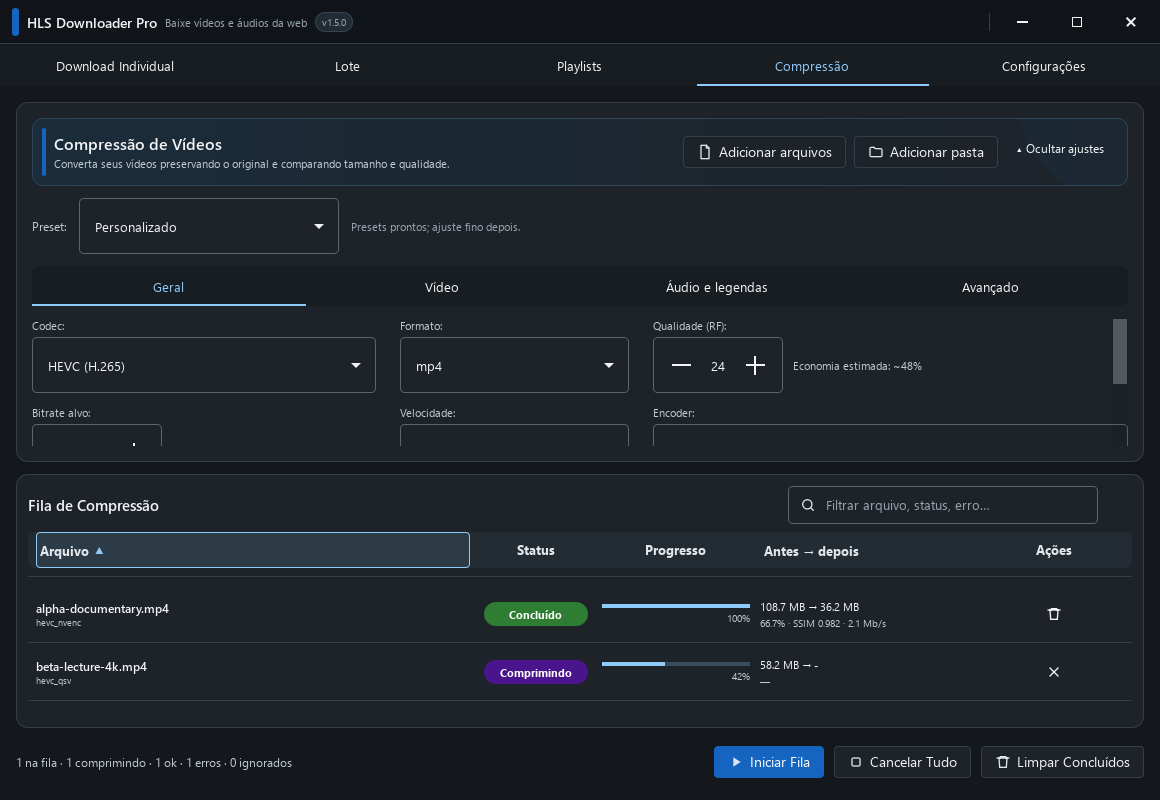 HLS Downloader Pro Baixe vídeos e áudios da web v1.5.0
Download Individual Lote Playlists Compressão Configurações
Compressão de Vídeos
Converta seus vídeos preservando o original e comparando tamanho e qualidade.
Adicionar arquivos Adicionar pasta ▴ Ocultar ajustes
Preset: Personalizado Presets prontos; ajuste fino depois.
Geral Vídeo Áudio e legendas Avançado
Codec: Formato: Qualidade (RF):
HEVC (H.265) mp4 24 Economia estimada: ~48%
Bitrate alvo: Velocidade: Encoder:
Fila de Compressão Filtrar arquivo, status, erro...
Arquivo ▲ Status Progresso Antes → depois Ações
alpha-documentary.mp4 Concluído 108.7 MB → 36.2 MB
hevc_nvenc 100% 66.7% · SSIM 0.982 · 2.1 Mb/s
beta-lecture-4k.mp4 Comprimindo 58.2 MB → -
hevc_qsv 42% —
1 na fila · 1 comprimindo · 1 ok · 1 erros · 0 ignorados Iniciar Fila Cancelar Tudo Limpar Concluídos